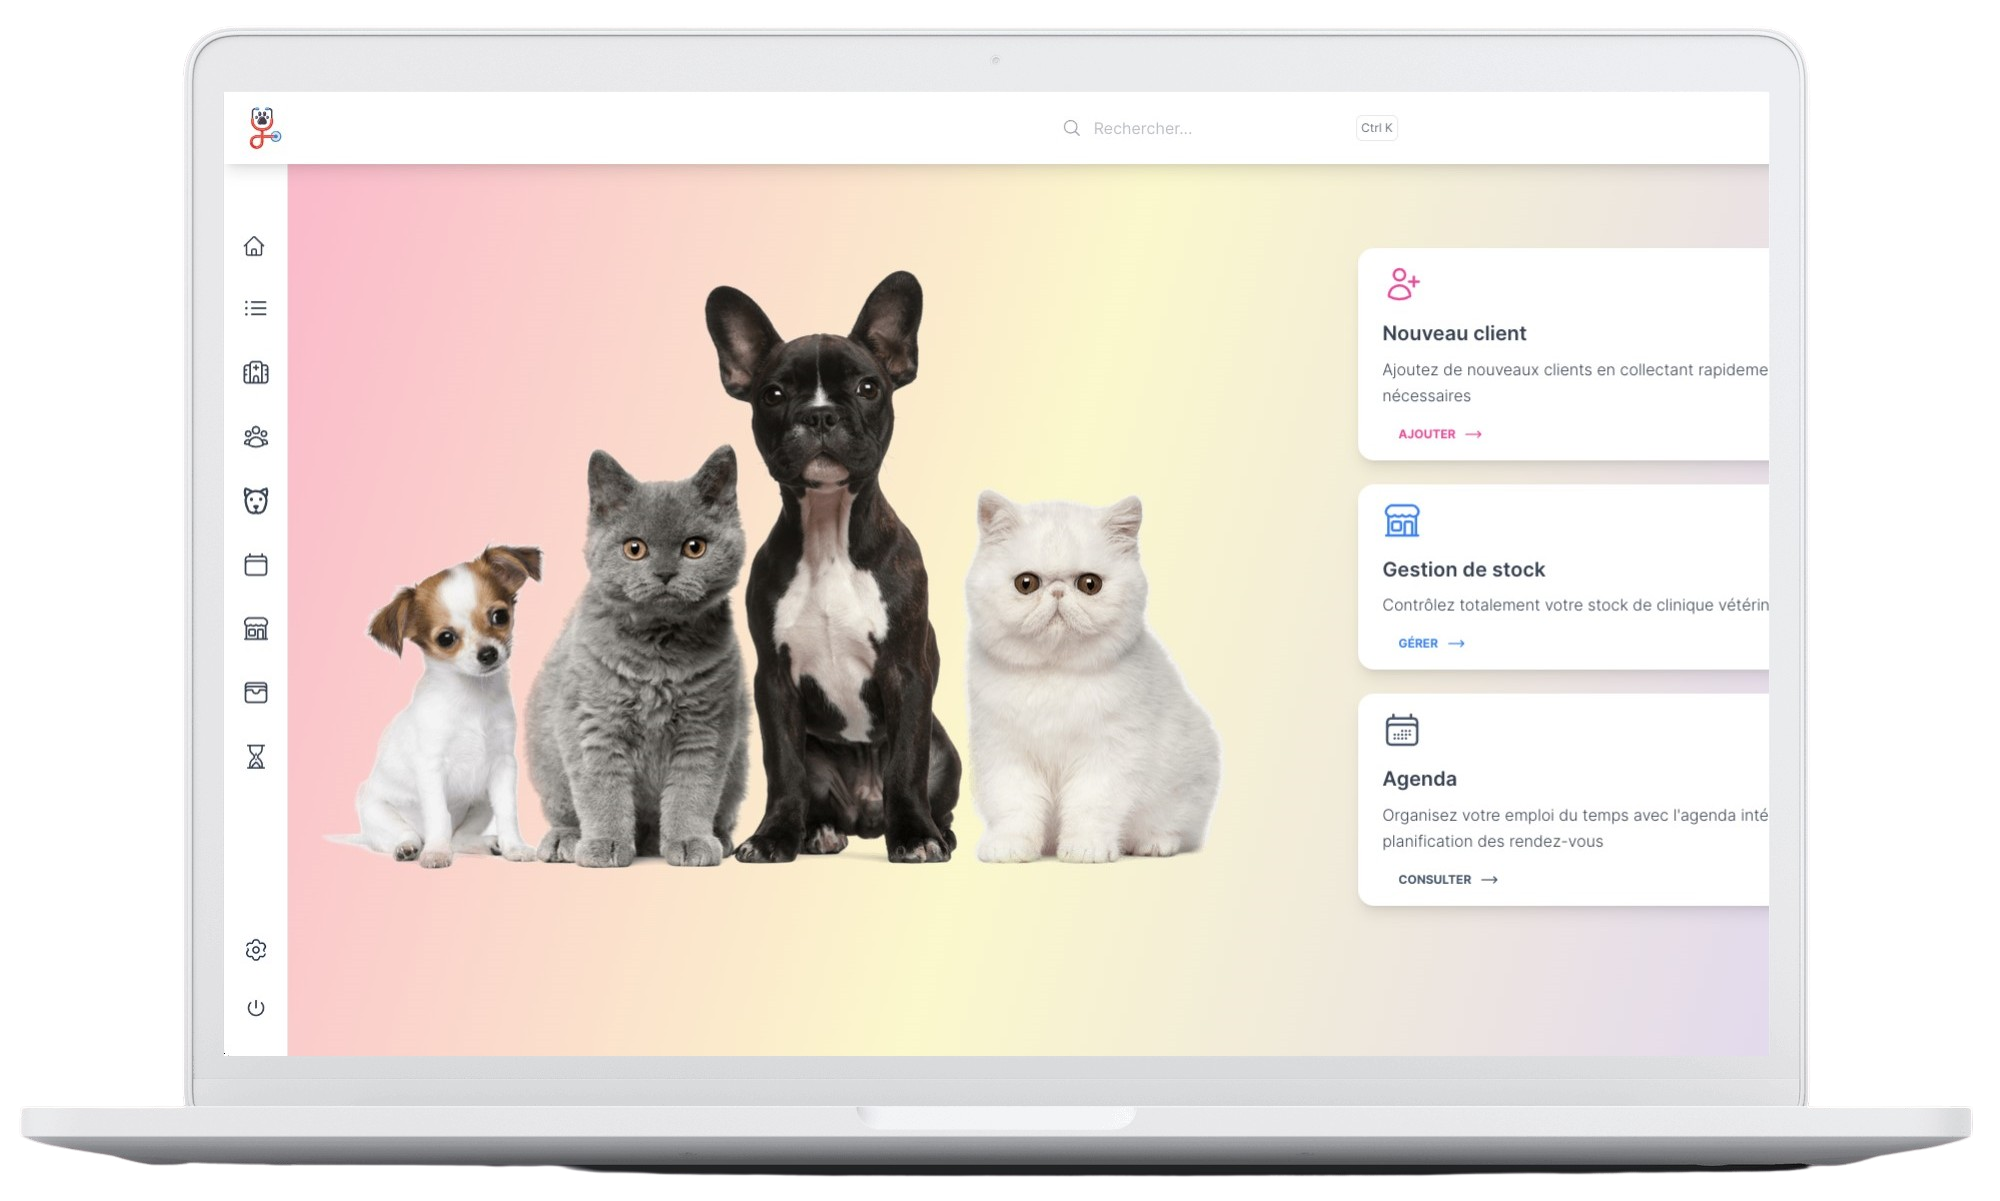 Rechercher...
Ctrl K
Nouveau client
Ajoutez de nouveaux clients en collectant rapideme
nécessaires
AJOUTER
Gestion de stock
Contrôlez totalement votre stock de clinique vétérin
GÉRER
Agenda
Organisez votre emploi du temps avec l'agenda inté
planification des rendez-vous
CONSULTER